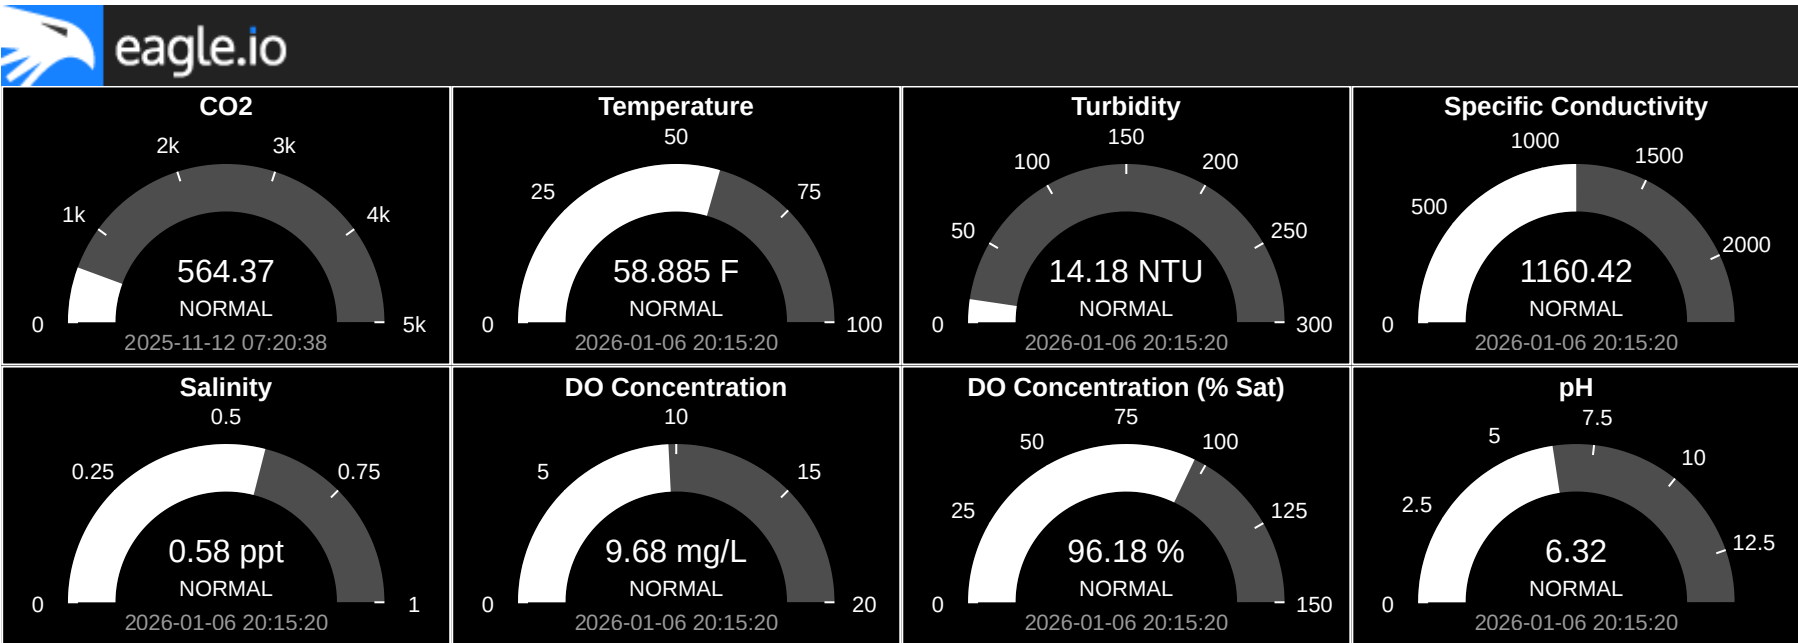 eagle.io
CO2
0
1k
2k
3k
4k
5k
564.37
NORMAL
2025-11-12 07:20:38
Temperature
0
25
50
75
100
58.885 F
NORMAL
2026-01-06 20:15:20
Turbidity
0
50
100
150
200
250
300
14.18 NTU
NORMAL
2026-01-06 20:15:20
Specific Conductivity
0
500
1000
1500
2000
1160.42
NORMAL
2026-01-06 20:15:20
Salinity
0
0.25
0.5
0.75
1
0.58 ppt
NORMAL
2026-01-06 20:15:20
DO Concentration
0
5
10
15
20
9.68 mg/L
NORMAL
2026-01-06 20:15:20
DO Concentration (% Sat)
0
25
50
75
100
125
150
96.18 %
NORMAL
2026-01-06 20:15:20
pH
0
2.5
5
7.5
10
12.5
6.32
NORMAL
2026-01-06 20:15:20